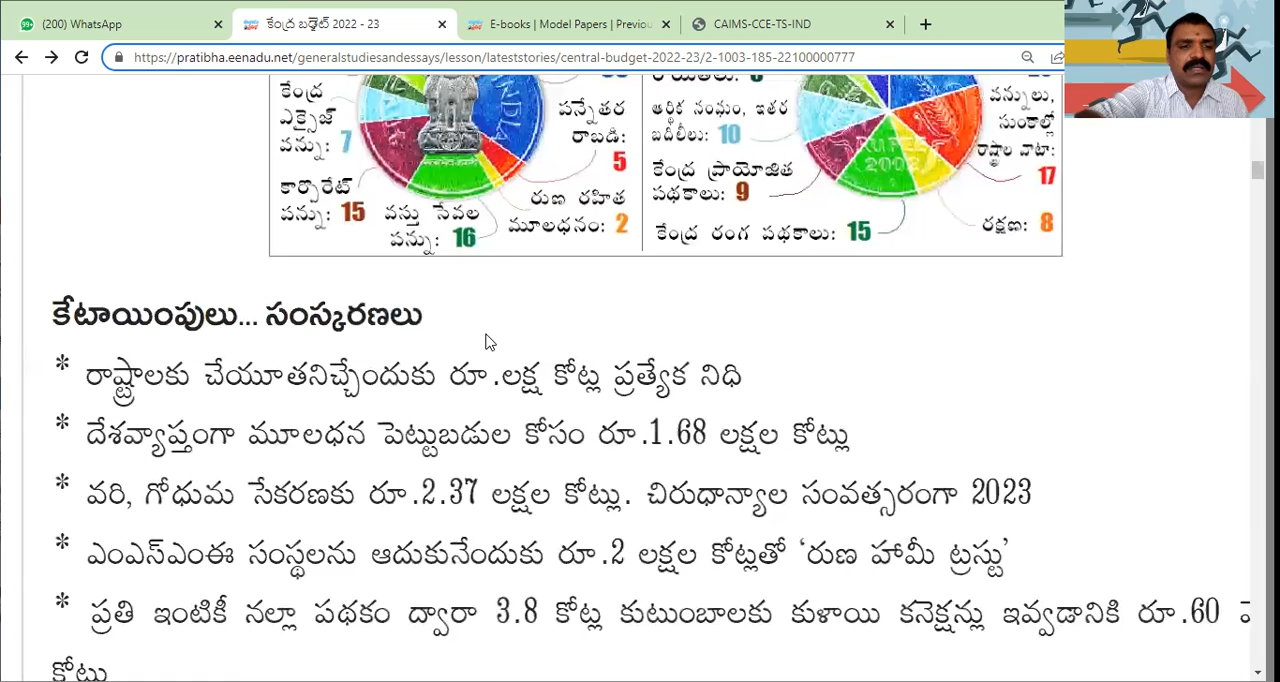 (200) WhatsApp
కేంద్ర బడ్జెట్ 2022 - 23
E-books | Model Papers | Previou
CAIMS-CCE-TS-IND
https://pratibha.eenadu.net/generalstudiesandessays/lesson/lateststories/central-budget-2022-23/2-1003-185-22100000777
కేంద్ర
ఎక్సైజ్
పన్ను: 7
కార్పొరేట్
పన్ను: 15
వస్తు సేవల
పన్ను: 16
పన్నేతర
రాబడి:
5
రుణ రహిత
మూలధనం: 2
ఆర్థిక సంఘం, ఇతర
బదిలీలు: 10
కేంద్ర ప్రాయోజిత
పథకాలు: 9
కేంద్ర రంగ పథకాలు: 15
పన్నులు,
సుంకాల్లో
రాష్ట్రాల వాటా:
17
రక్షణ: 8
INDIA
RUPEES
2008
కేటాయింపులు... సంస్కరణలు
* రాష్ట్రాలకు చేయూతనిచ్చేందుకు రూ.లక్ష కోట్ల ప్రత్యేక నిధి
* దేశవ్యాప్తంగా మూలధన పెట్టుబడుల కోసం రూ.1.68 లక్షల కోట్లు
* వరి, గోధుమ సేకరణకు రూ.2.37 లక్షల కోట్లు. చిరుధాన్యాల సంవత్సరంగా 2023
* ఎంఎస్ఎంఈ సంస్థలను ఆదుకునేందుకు రూ.2 లక్షల కోట్లతో ‘రుణ హామీ ట్రస్టు’
* ప్రతి ఇంటికీ నల్లా పథకం ద్వారా 3.8 కోట్ల కుటుంబాలకు కుళాయి కనెక్షన్లు ఇవ్వడానికి రూ.60
కోట్లు